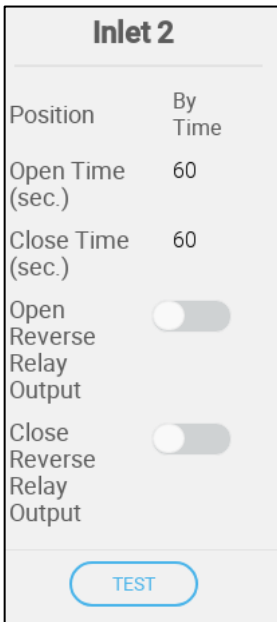 Inlet 2
Position By
Time
Open Time 60
(sec.)
Close Time 60
(sec.)
Open
Reverse
Relay
Output
Close
Reverse
Relay
Output
TEST